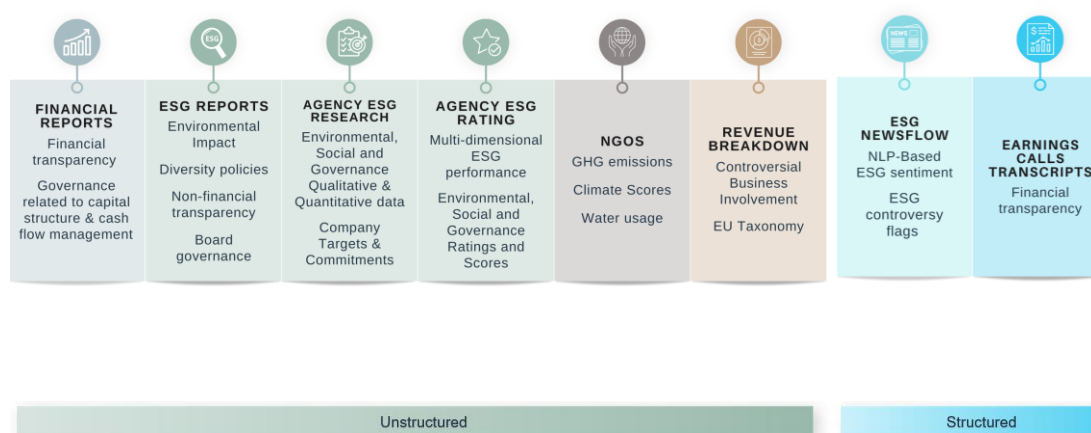 ESG
NEWS
$
FINANCIAL
REPORTS
Financial
transparency
Governance
related to capital
structure & cash
flow management
ESG REPORTS
Environmental
Impact
Diversity policies
Non-financial
transparency
Board
governance
AGENCY ESG
RESEARCH
Environmental,
Social and
Governance
Qualitative &
Quantitative data
Company
Targets &
Commitments
AGENCY ESG
RATING
Multi-dimensional
ESG
performance
Environmental,
Social and
Governance
Ratings and
Scores
NGOS
GHG emissions
Climate Scores
Water usage
REVENUE
BREAKDOWN
Controversial
Business
Involvement
EU Taxonomy
ESG
NEWSFLOW
NLP-Based
ESG sentiment
ESG
controversy
flags
EARNINGS
CALLS
TRANSCRIPTS
Financial
transparency
Unstructured
Structured